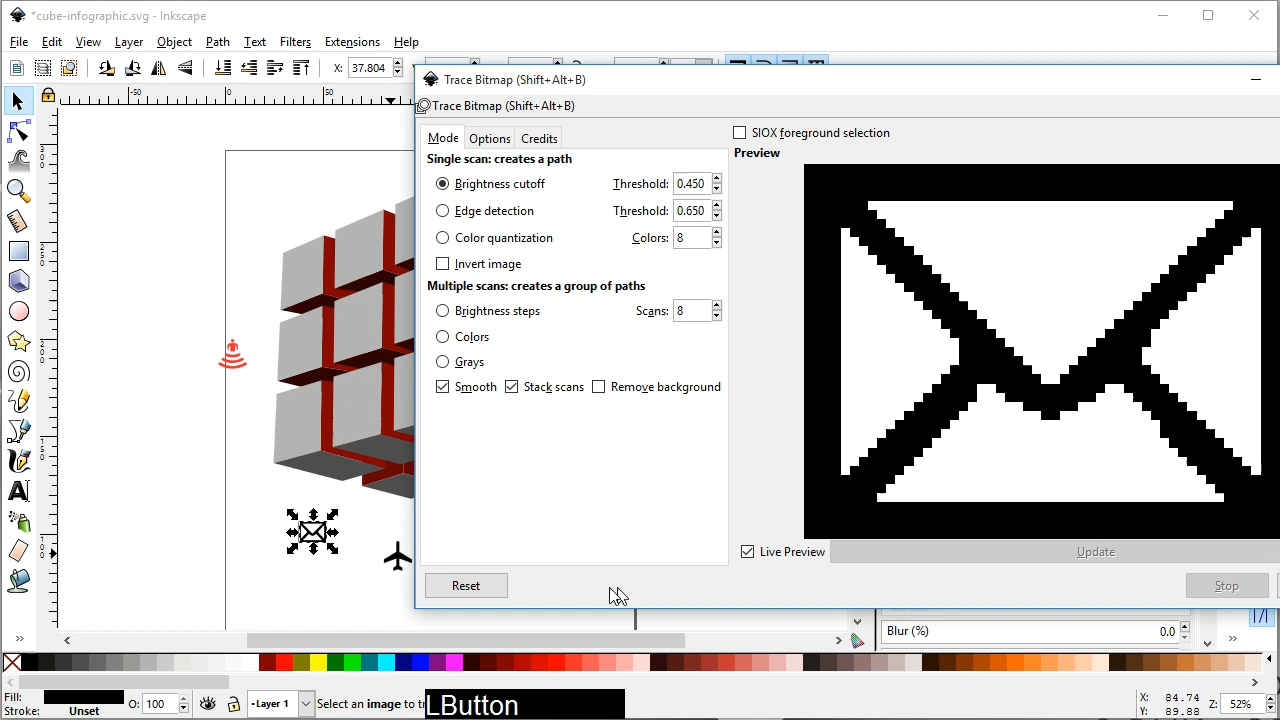 *cube-infographic.svg - Inkscape
File Edit View Layer Object Path Text Filters Extensions Help
X: 37.804
Trace Bitmap (Shift+Alt+B)
Trace Bitmap (Shift+Alt+B)
-50 0 50
Mode Options Credits
SIOX foreground selection
Preview
Single scan: creates a path
Brightness cutoff Threshold: 0.450
Edge detection Threshold: 0.650
Color quantization Colors: 8
Invert image
Multiple scans: creates a group of paths
Brightness steps Scans: 8
Colors
Grays
Smooth Stack scans Remove background
Live Preview Update
Reset Stop
Blur (%) 0.0
Fill:
Stroke: Unset
O: 100
Layer 1
Select an image to tr
LButton
X: 84.74
Y: 89.88
Z: 52%